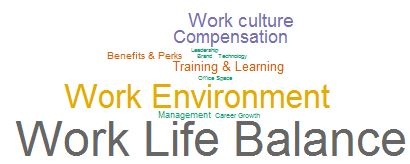 Work culture
Compensation
Leadership
Benefits & Perks
Brand Technology
Training & Learning
Office Space
Work Environment
Management Career Growth
Work Life Balance